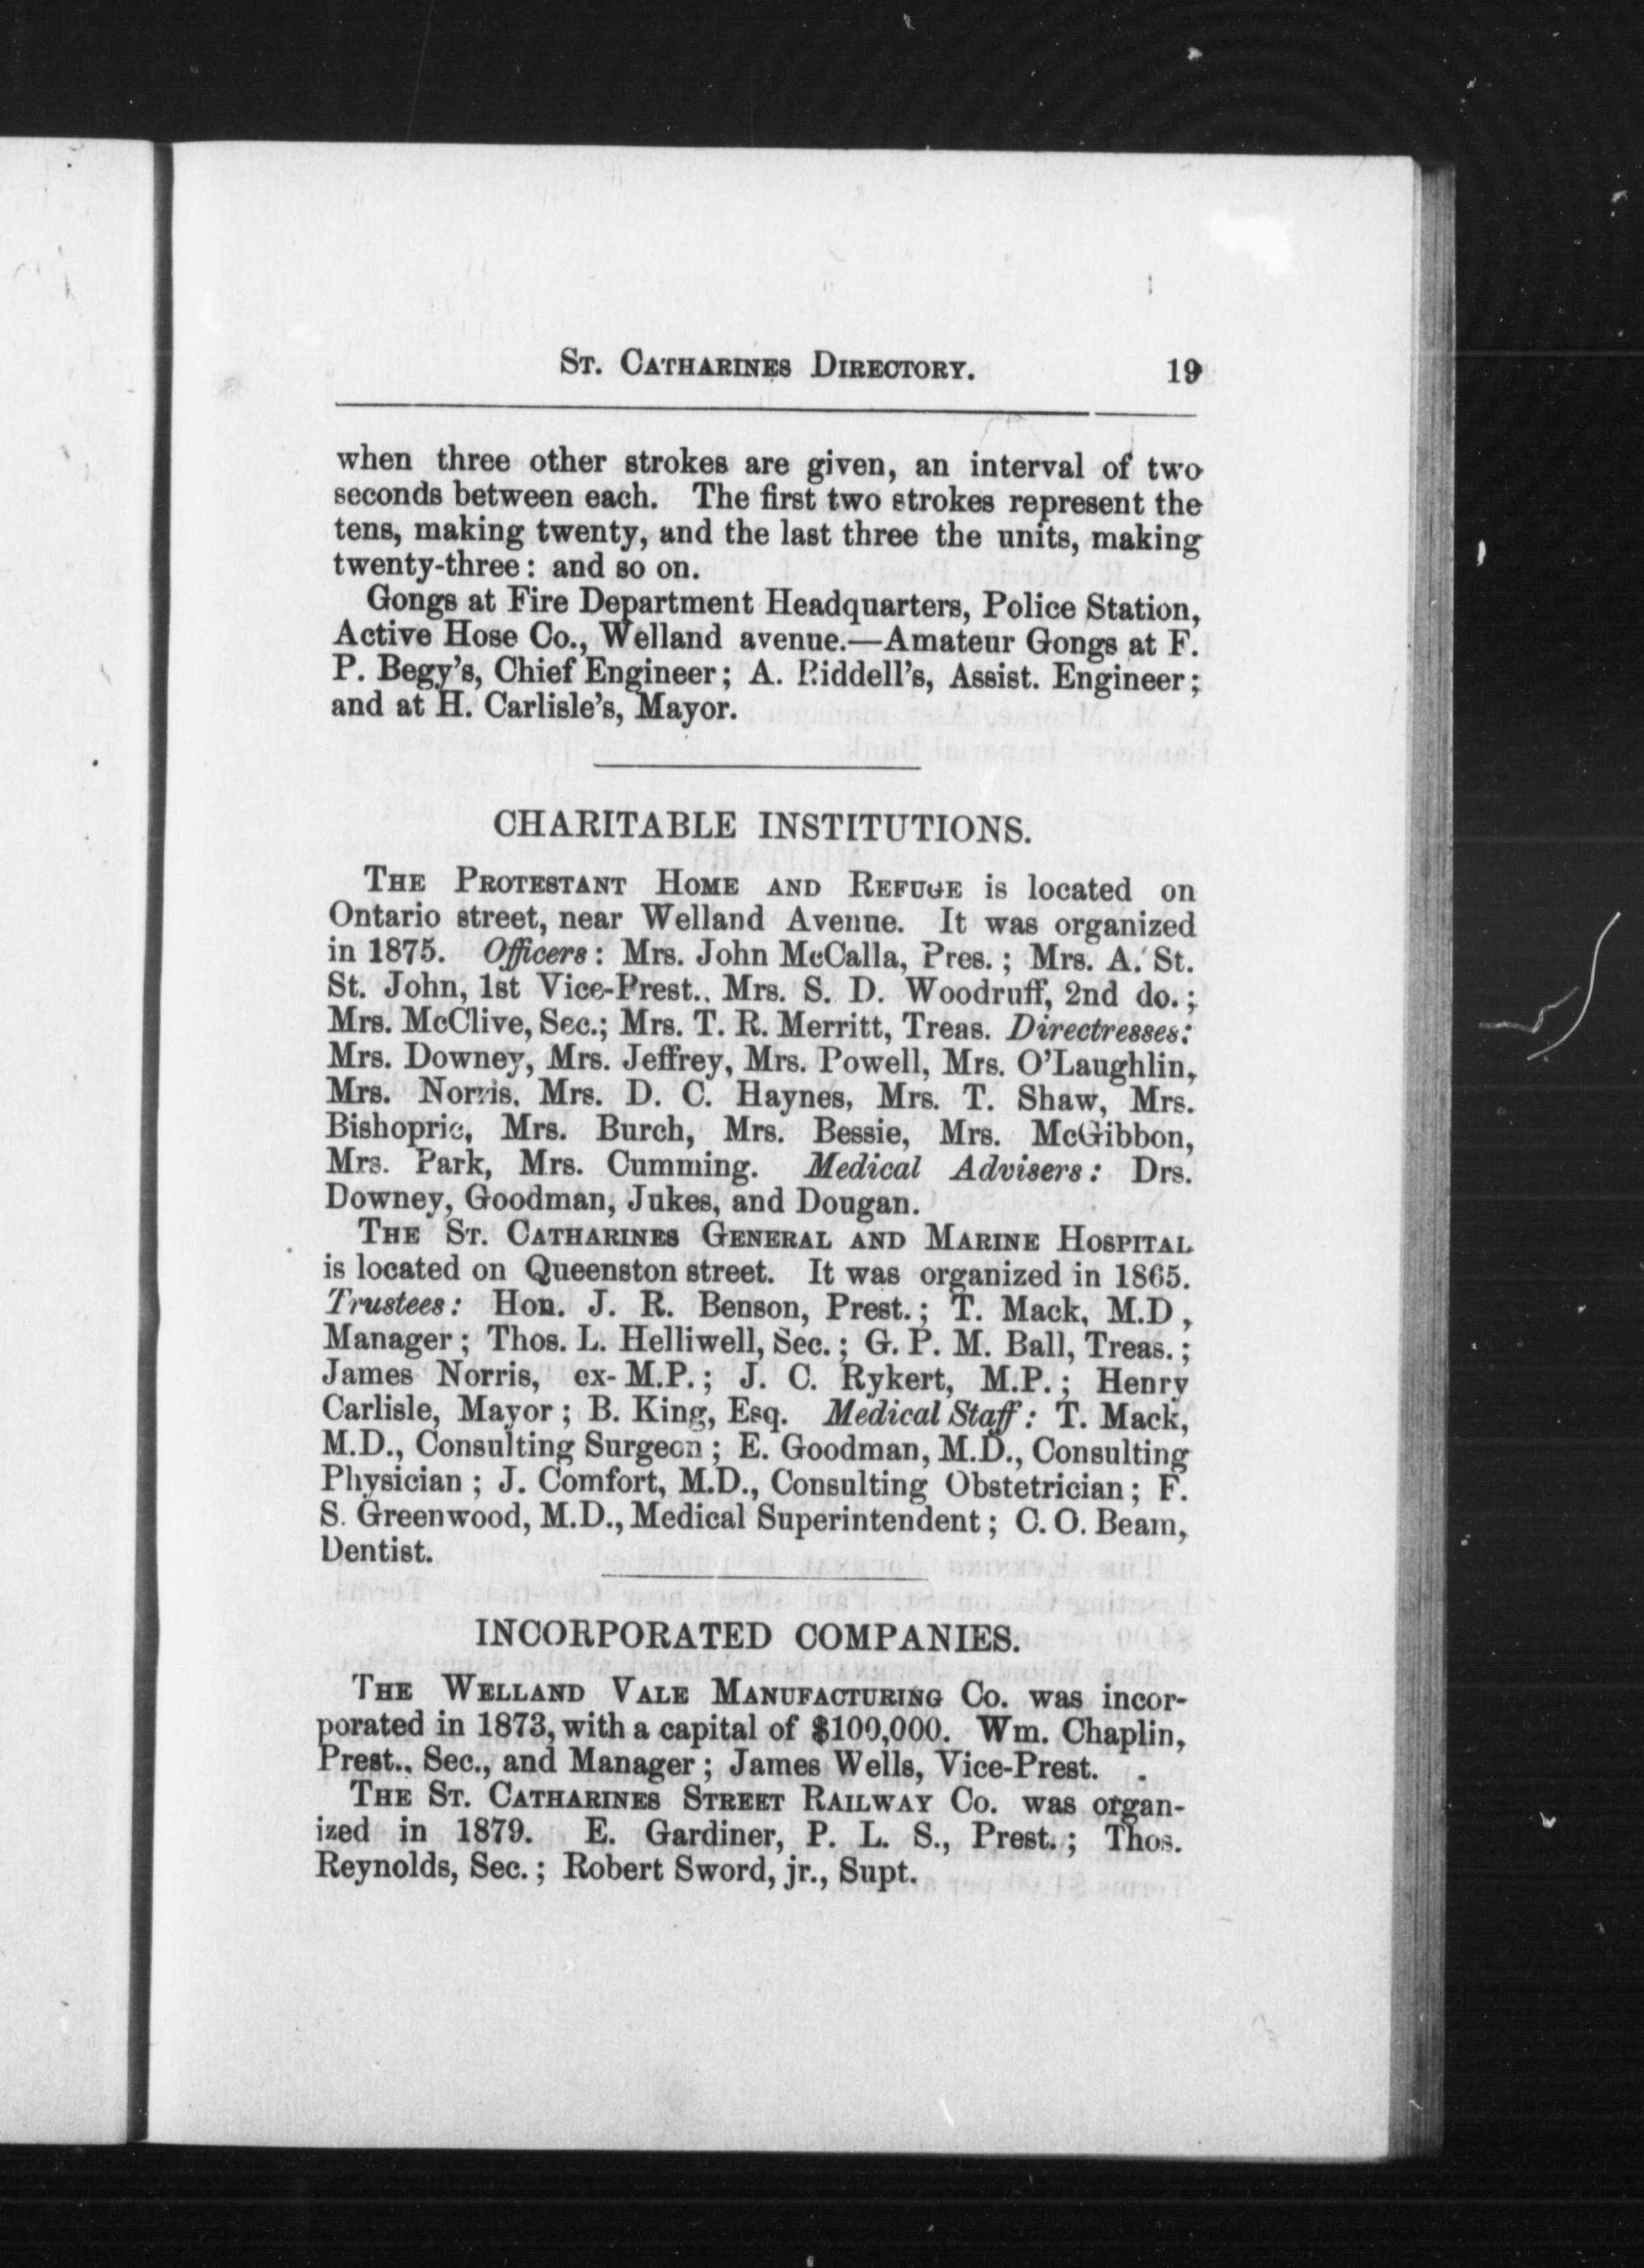 ST. CATHARINES DIRECTORY. 19
when three other strokes are given, an interval of two
seconds between each. The first two strokes represent the
tens, making twenty, and the last three the units, making
twenty-three: and so on.
Gongs at Fire Department Headquarters, Police Station,
Active Hose Co., Welland avenue.—Amateur Gongs at F.
P. Begy's, Chief Engineer; A. Riddell's, Assist. Engineer;
and at H. Carlisle's, Mayor.
CHARITABLE INSTITUTIONS.
THE PROTESTANT HOME AND REFUGE is located on
Ontario street, near Welland Avenue. It was organized
in 1875. Officers: Mrs. John McCalla, Pres.; Mrs. A. St.
St. John, 1st Vice-Prest.. Mrs. S. D. Woodruff, 2nd do.;
Mrs. McClive, Sec.; Mrs. T. R. Merritt, Treas. Directresses:
Mrs. Downey, Mrs. Jeffrey, Mrs. Powell, Mrs. O'Laughlin,
Mrs. Norris. Mrs. D. C. Haynes, Mrs. T. Shaw, Mrs.
Bishopric, Mrs. Burch, Mrs. Bessie, Mrs. McGibbon,
Mrs. Park, Mrs. Cumming. Medical Advisers: Drs.
Downey, Goodman, Jukes, and Dougan.
THE ST. CATHARINES GENERAL AND MARINE HOSPITAL
is located on Queenston street. It was organized in 1865.
Trustees: Hon. J. R. Benson, Prest.; T. Mack, M.D,
Manager; Thos. L. Helliwell, Sec.; G. P. M. Ball, Treas.;
James Norris, ex-M.P.; J. C. Rykert, M.P.; Henry
Carlisle, Mayor; B. King, Esq. Medical Staff: T. Mack,
M.D., Consulting Surgeon; E. Goodman, M.D., Consulting
Physician; J. Comfort, M.D., Consulting Obstetrician; F.
S. Greenwood, M.D., Medical Superintendent; C. O. Beam,
Dentist.
INCORPORATED COMPANIES.
THE WELLAND VALE MANUFACTURING Co. was incor-
porated in 1873, with a capital of $100,000. Wm. Chaplin,
Prest., Sec., and Manager; James Wells, Vice-Prest.
THE ST. CATHARINES STREET RAILWAY Co. was organ-
ized in 1879. E. Gardiner, P. L. S., Prest.; Thos.
Reynolds, Sec.; Robert Sword, jr., Supt.